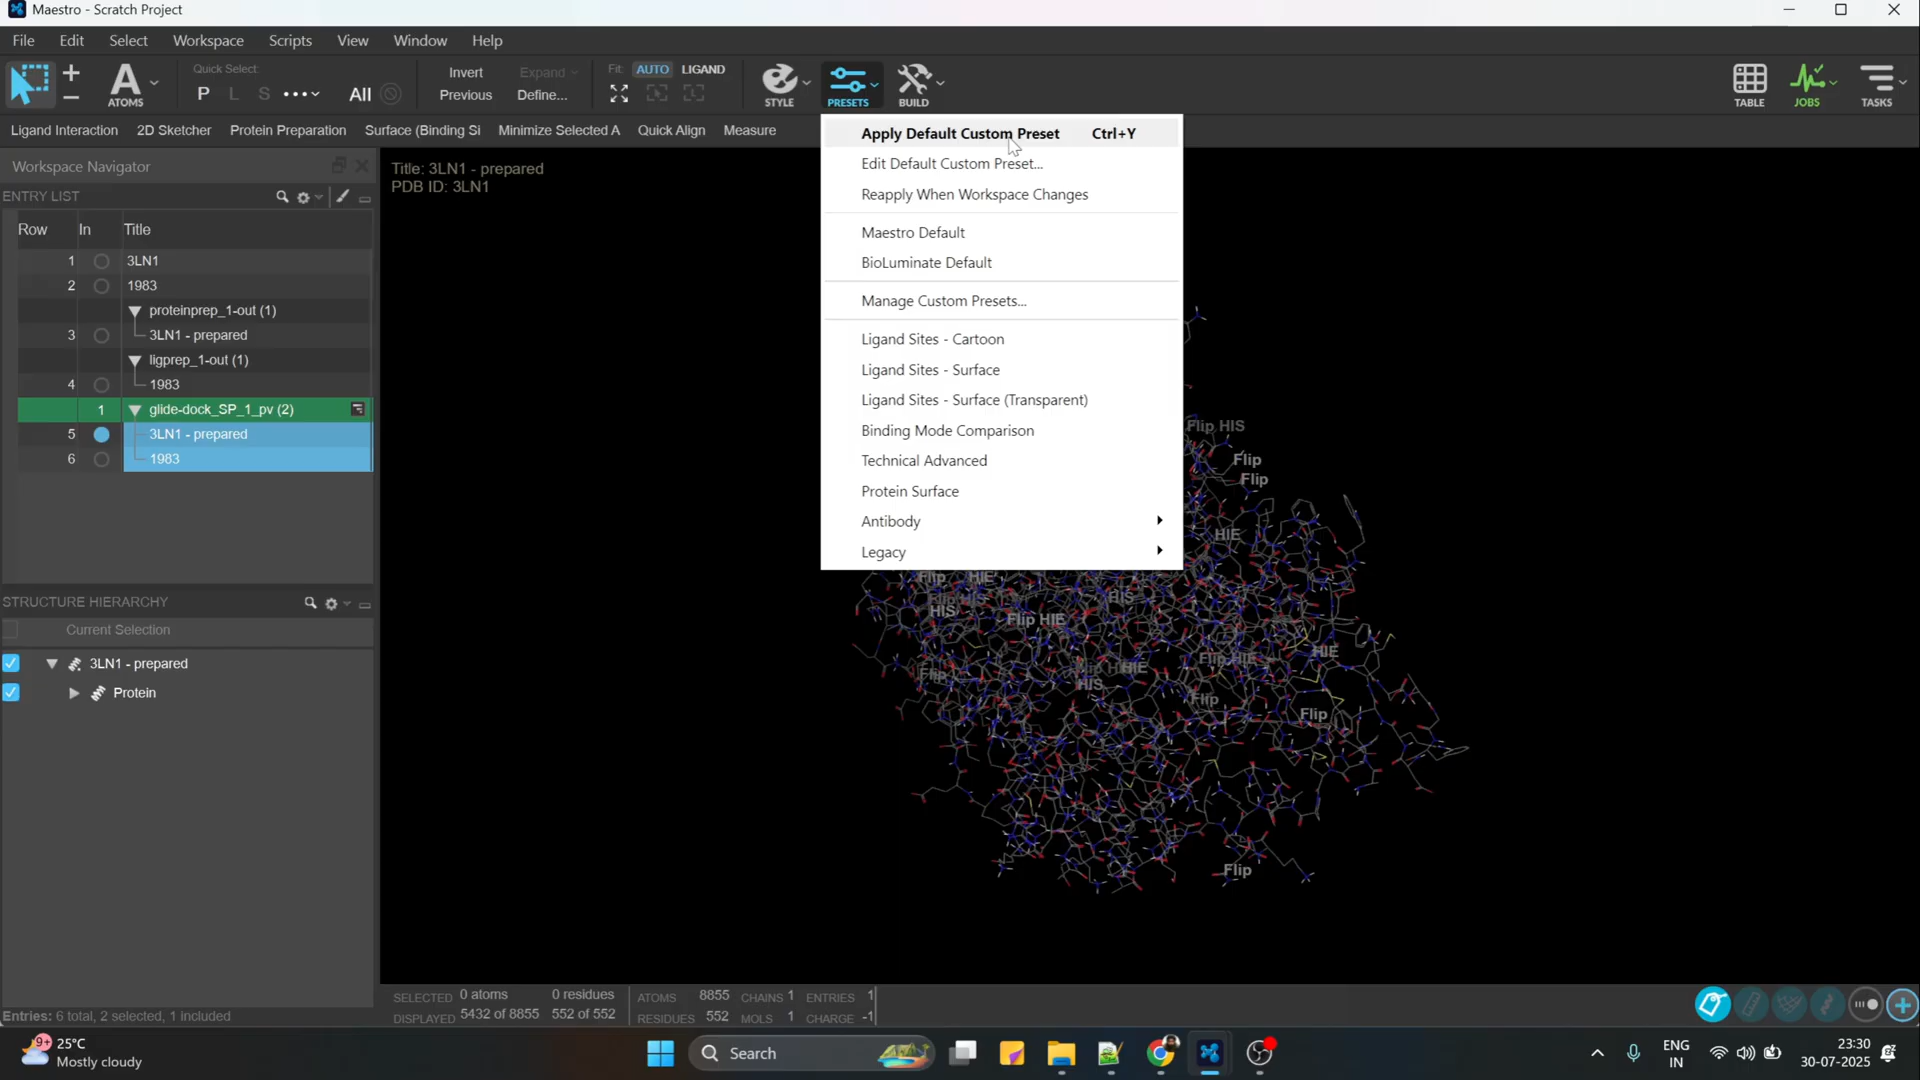 Maestro - Scratch Project
File Edit Select Workspace Scripts View Window Help
Quick Select:
Invert Expand
Fit: AUTO LIGAND
ATOMS
P L S All
Previous Define...
STYLE PRESETS BUILD
TABLE JOBS TASKS
Ligand Interaction 2D Sketcher Protein Preparation Surface (Binding Si Minimize Selected A Quick Align Measure
Apply Default Custom Preset Ctrl+Y
Edit Default Custom Preset...
Reapply When Workspace Changes
Maestro Default
BioLuminate Default
Manage Custom Presets...
Ligand Sites - Cartoon
Ligand Sites - Surface
Ligand Sites - Surface (Transparent)
Binding Mode Comparison
Technical Advanced
Protein Surface
Antibody
Legacy
Workspace Navigator
ENTRY LIST
Row In Title
1 3LN1
2 1983
proteinprep_1-out (1)
3 3LN1 - prepared
ligprep_1-out (1)
4 1983
1 glide-dock_SP_1_pv (2)
5 3LN1 - prepared
6 1983
STRUCTURE HIERARCHY
Current Selection
3LN1 - prepared
Protein
Entries: 6 total, 2 selected, 1 included
Title: 3LN1 - prepared
PDB ID: 3LN1
Flip HIS
Flip
Flip
HIE
Flip HIE
HIS
HIS
HIS
Flip HIE
HIE
HIE
Flip HIE
Flip
HIS
Flip
Flip
Flip
SELECTED 0 atoms 0 residues
DISPLAYED 5432 of 8855 552 of 552
ATOMS 8855 CHAINS 1 ENTRIES 1
RESIDUES 552 MOLS 1 CHARGE -1
9+
25°C
Mostly cloudy
Search
ENG
IN
23:30
30-07-2025